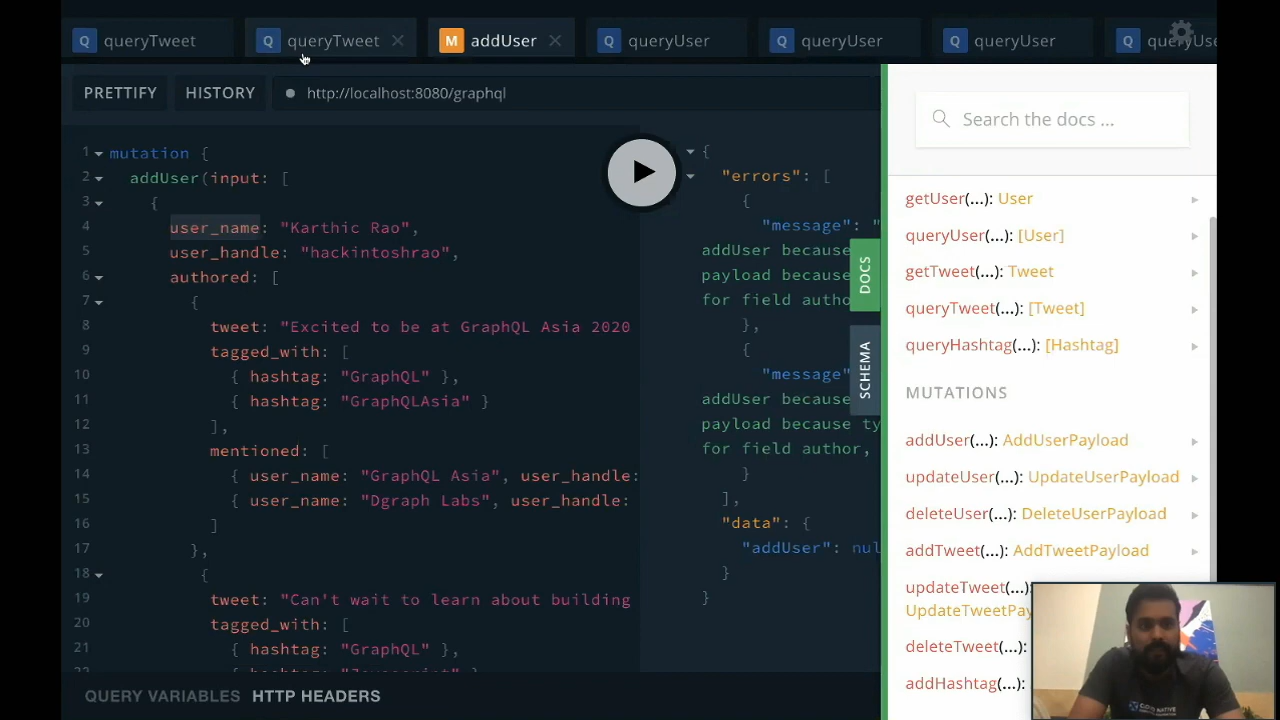 Q queryTweet
Q queryTweet
M addUser
Q queryUser
Q queryUser
Q queryUser
Q queryUser
PRETTIFY
HISTORY
http://localhost:8080/graphql
1 mutation {
2 addUser(input: [
3 {
4 user_name: "Karthic Rao",
5 user_handle: "hackintoshrao",
6 authored: [
7 {
8 tweet: "Excited to be at GraphQL Asia 2020
9 tagged_with: [
10 { hashtag: "GraphQL" },
11 { hashtag: "GraphQLAsia" }
12 ],
13 mentioned: [
14 { user_name: "GraphQL Asia", user_handle:
15 { user_name: "Dgraph Labs", user_handle:
16 ]
17 },
18 {
19 tweet: "Can't wait to learn about building
20 tagged_with: [
21 { hashtag: "GraphQL" },
QUERY VARIABLES
HTTP HEADERS
{
"errors": [
{
"message": "
addUser because
payload because
for field autho
},
{
"message"
addUser because
payload because ty
for field author,
}
],
"data": {
"addUser": nul
}
}
DOCS
SCHEMA
Search the docs ...
getUser(...): User
queryUser(...): [User]
getTweet(...): Tweet
queryTweet(...): [Tweet]
queryHashtag(...): [Hashtag]
MUTATIONS
addUser(...): AddUserPayload
updateUser(...): UpdateUserPayload
deleteUser(...): DeleteUserPayload
addTweet(...): AddTweetPayload
updateTweet(...
UpdateTweetPay
deleteTweet(...):
addHashtag(...):